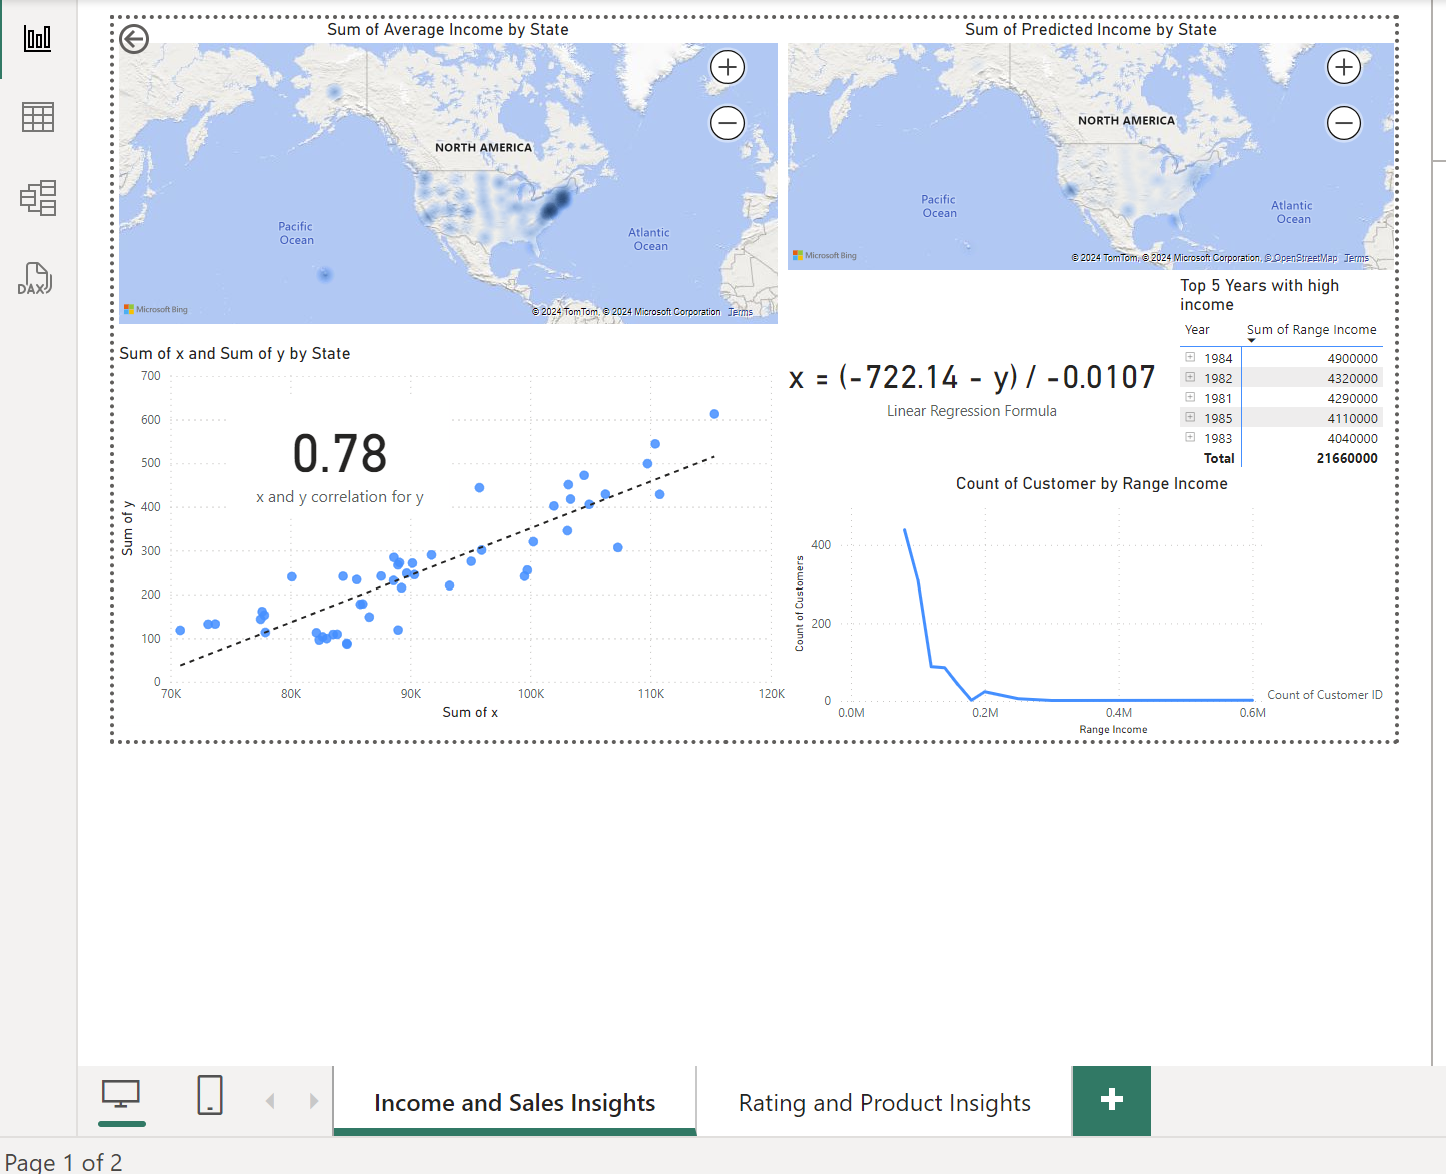 Sum of Average Income by State
NORTH AMERICA
Pacific
Ocean
Atlantic
Ocean
Microsoft Bing
© 2024 TomTom, © 2024 Microsoft Corporation Terms
Sum of Predicted Income by State
NORTH AMERICA
Pacific
Ocean
Atlantic
Ocean
Microsoft Bing
© 2024 TomTom, © 2024 Microsoft Corporation, © OpenStreetMap Terms
DAX
Top 5 Years with high
income
Year Sum of Range Income
1984 4900000
1982 4320000
1981 4290000
1985 4110000
1983 4040000
Total 21660000
x = (-722.14 - y) / -0.0107
Linear Regression Formula
Sum of x and Sum of y by State
700
600
500
400
300
200
100
0
Sum of y
0.78
x and y correlation for y
70K 80K 90K 100K 110K 120K
Sum of x
Count of Customer by Range Income
400
200
0
Count of Customers
0.0M 0.2M 0.4M 0.6M
Range Income
Count of Customer ID
Income and Sales Insights
Rating and Product Insights
+
Page 1 of 2